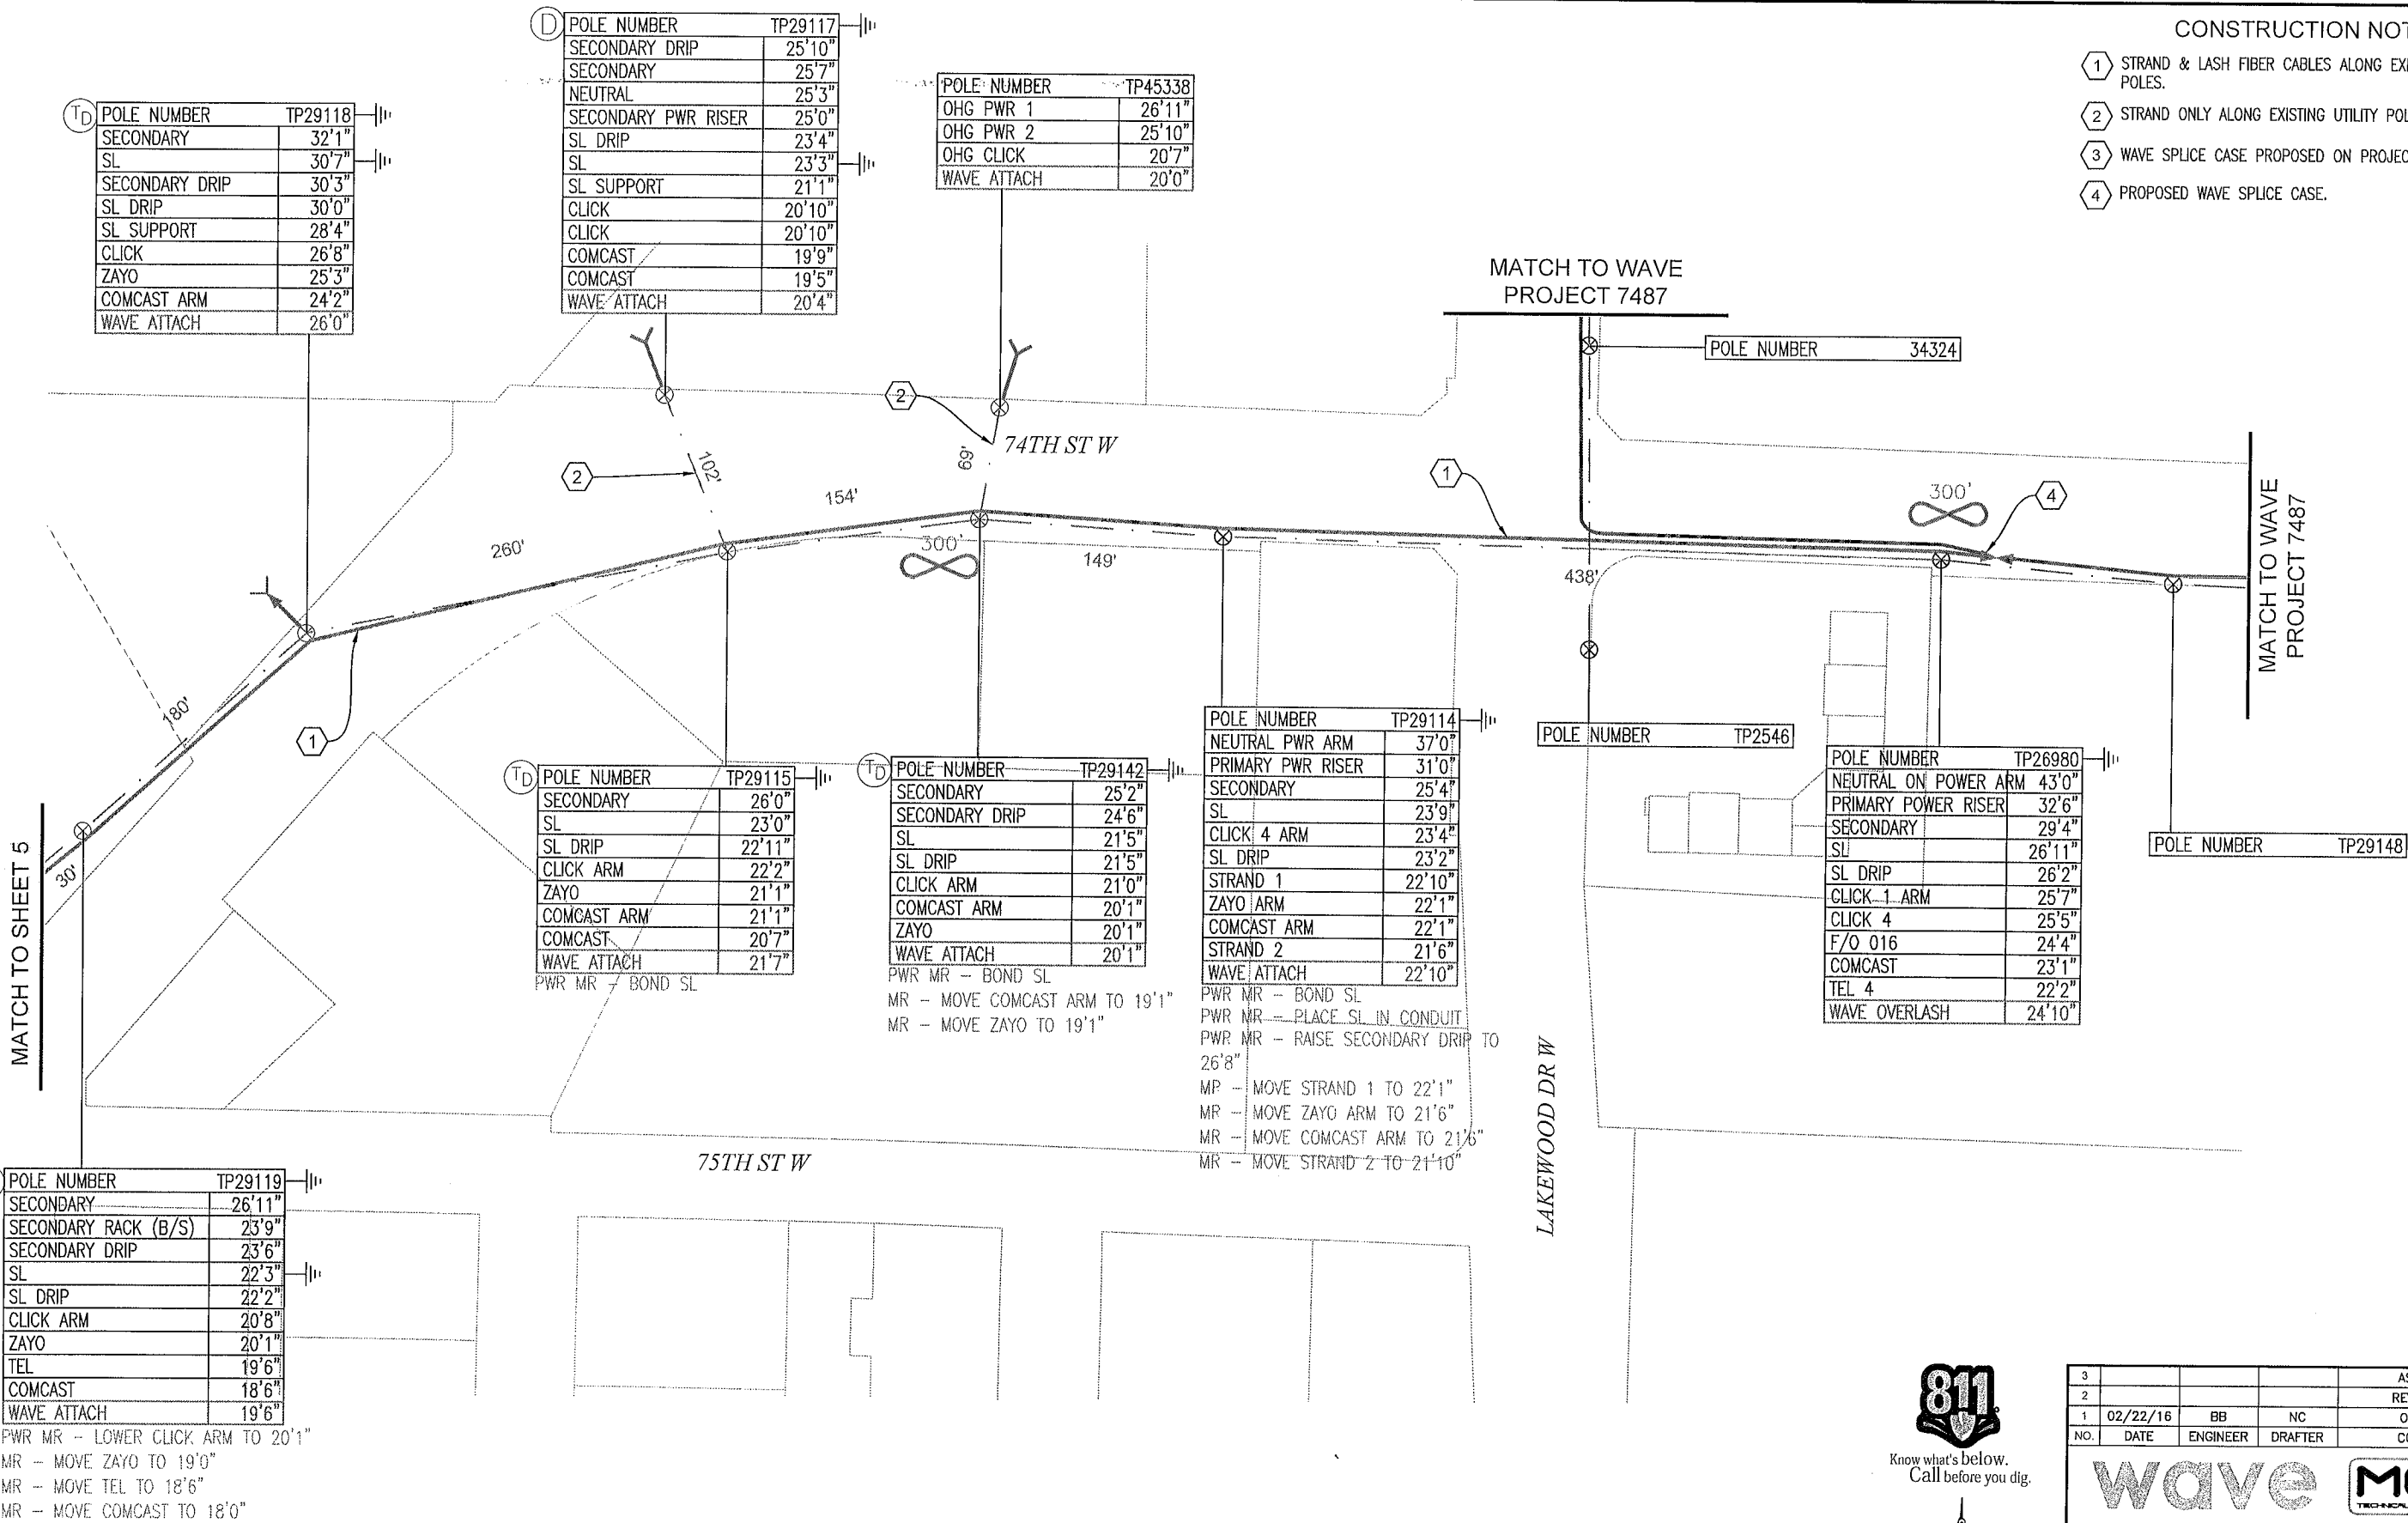 CONSTRUCTION NOT
1 STRAND & LASH FIBER CABLES ALONG EXI
POLES.
2 STRAND ONLY ALONG EXISTING UTILITY POL
3 WAVE SPLICE CASE PROPOSED ON PROJEC
4 PROPOSED WAVE SPLICE CASE.
TD POLE NUMBER TP29118
SECONDARY 32'1"
SL 30'7"
SECONDARY DRIP 30'3"
SL DRIP 30'0"
SL SUPPORT 28'4"
CLICK 26'8"
ZAYO 25'3"
COMCAST ARM 24'2"
WAVE ATTACH 26'0"
D POLE NUMBER TP29117
SECONDARY DRIP 25'10"
SECONDARY 25'7"
NEUTRAL 25'3"
SECONDARY PWR RISER 25'0"
SL DRIP 23'4"
SL 23'3"
SL SUPPORT 21'1"
CLICK 20'10"
CLICK 20'10"
COMCAST 19'9"
COMCAST 19'5"
WAVE ATTACH 20'4"
POLE NUMBER TP45338
OHG PWR 1 26'11"
OHG PWR 2 25'10"
OHG CLICK 20'7"
WAVE ATTACH 20'0"
MATCH TO WAVE
PROJECT 7487
POLE NUMBER 34324
2
74TH ST W
69'
2
102'
154'
260'
300'
149'
1
438'
300'
4
MATCH TO WAVE
PROJECT 7487
180'
1
30'
MATCH TO SHEET 5
TD POLE NUMBER TP29115
SECONDARY 26'0"
SL 23'0"
SL DRIP 22'11"
CLICK ARM 22'2"
ZAYO 21'1"
COMCAST ARM 21'1"
COMCAST 20'7"
WAVE ATTACH 21'7"
PWR MR - BOND SL
TD POLE NUMBER TP29142
SECONDARY 25'2"
SECONDARY DRIP 24'6"
SL 21'5"
SL DRIP 21'5"
CLICK ARM 21'0"
COMCAST ARM 20'1"
ZAYO 20'1"
WAVE ATTACH 20'1"
PWR MR - BOND SL
MR - MOVE COMCAST ARM TO 19'1"
MR - MOVE ZAYO TO 19'1"
POLE NUMBER TP29114
NEUTRAL PWR ARM 37'0"
PRIMARY PWR RISER 31'0"
SECONDARY 25'4"
SL 23'9"
CLICK 4 ARM 23'4"
SL DRIP 23'2"
STRAND 1 22'10"
ZAYO ARM 22'1"
COMCAST ARM 22'1"
STRAND 2 21'6"
WAVE ATTACH 22'10"
PWR MR - BOND SL
PWR MR - PLACE SL IN CONDUIT
PWR MR - RAISE SECONDARY DRIP TO
26'8"
MR - MOVE STRAND 1 TO 22'1"
MR - MOVE ZAYO ARM TO 21'6"
MR - MOVE COMCAST ARM TO 21'6"
MR - MOVE STRAND 2 TO 21'10"
POLE NUMBER TP2546
POLE NUMBER TP26980
NEUTRAL ON POWER ARM 43'0"
PRIMARY POWER RISER 32'6"
SECONDARY 29'4"
SL 26'11"
SL DRIP 26'2"
CLICK 1 ARM 25'7"
CLICK 4 25'5"
F/O 016 24'4"
COMCAST 23'1"
TEL 4 22'2"
WAVE OVERLASH 24'10"
POLE NUMBER TP29148
LAKEWOOD DR W
75TH ST W
POLE NUMBER TP29119
SECONDARY 26'11"
SECONDARY RACK (B/S) 23'9"
SECONDARY DRIP 23'6"
SL 22'3"
SL DRIP 22'2"
CLICK ARM 20'8"
ZAYO 20'1"
TEL 19'6"
COMCAST 18'6"
WAVE ATTACH 19'6"
PWR MR - LOWER CLICK ARM TO 20'1"
MR - MOVE ZAYO TO 19'0"
MR - MOVE TEL TO 18'6"
MR - MOVE COMCAST TO 18'0"
811
Know what's below.
Call before you dig.
3 AS
2 RE
1 02/22/16 BB NC O
NO. DATE ENGINEER DRAFTER CO
wave